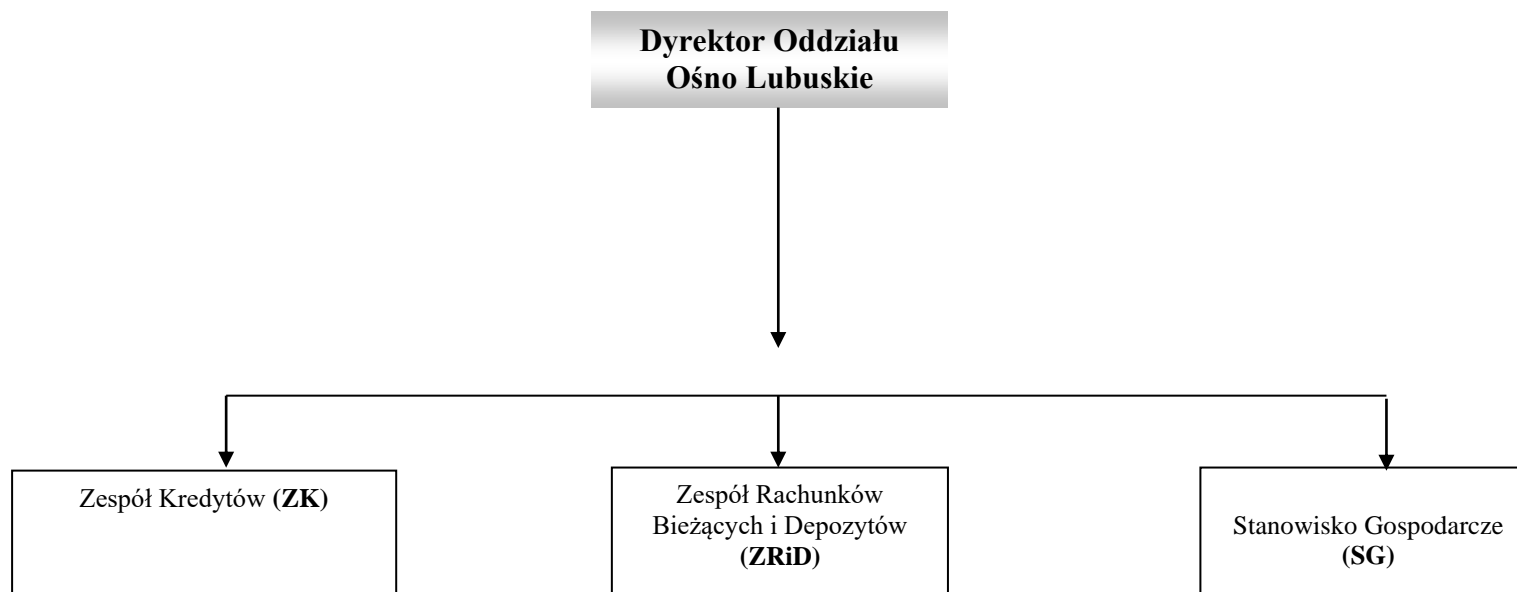 Dyrektor Oddziału
Ośno Lubuskie
Zespół Kredytów (ZK)
Zespół Rachunków
Bieżących i Depozytów
(ZRiD)
Stanowisko Gospodarcze
(SG)